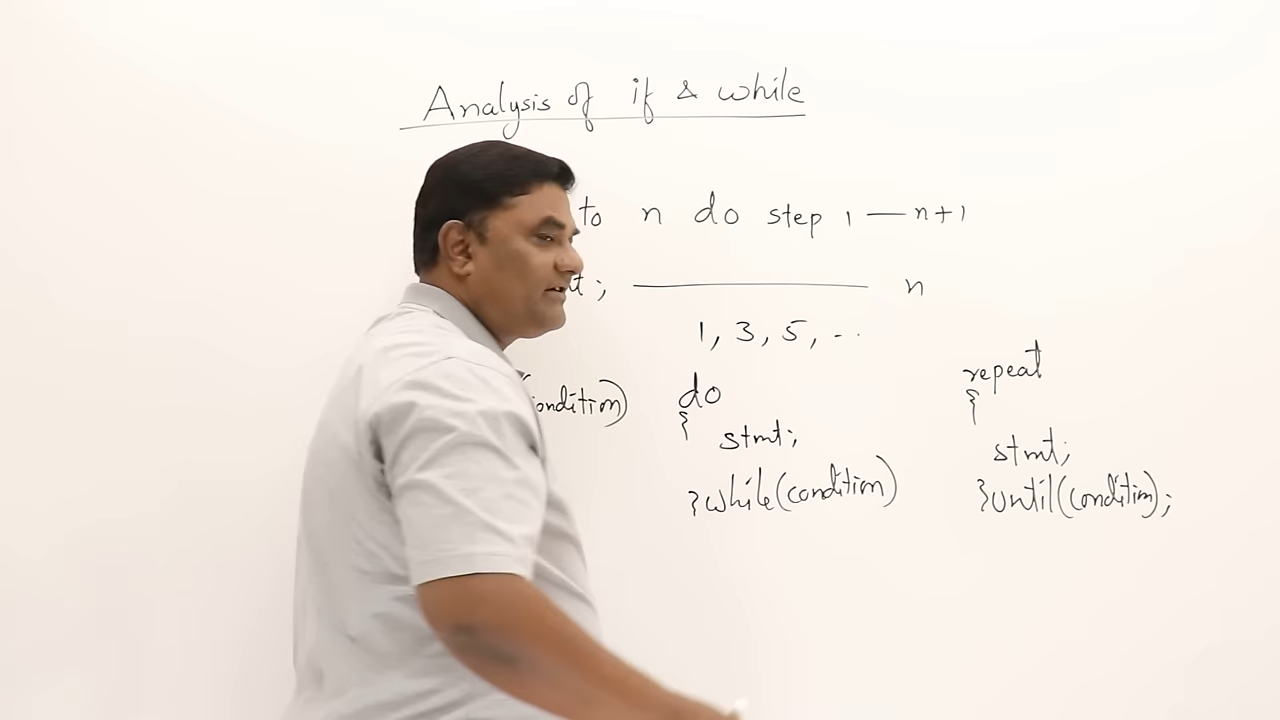 Analysis of if & while
to n do step 1 — n+1
; n
1, 3, 5, ..
condition)
do
{
stmt;
} while(condition)
repeat
{
stmt;
} until(condition);